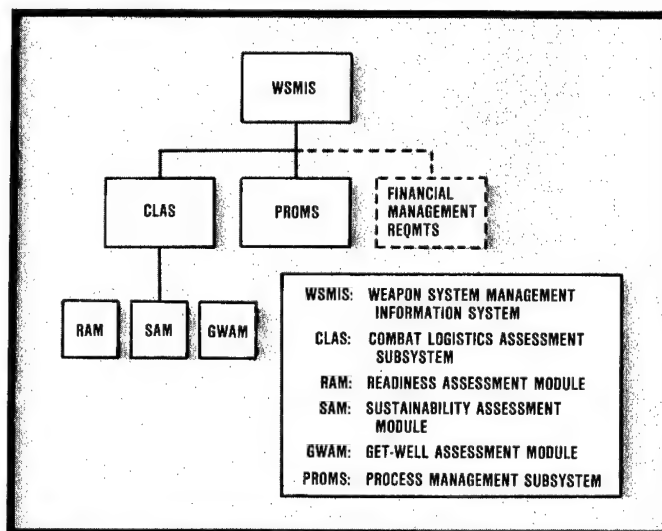 WSMIS
CLAS
PROMS
FINANCIAL
MANAGEMENT
REQMTS
RAM
SAM
GWAM
WSMIS: WEAPON SYSTEM MANAGEMENT
INFORMATION SYSTEM
CLAS: COMBAT LOGISTICS ASSESSMENT
SUBSYSTEM
RAM: READINESS ASSESSMENT MODULE
SAM: SUSTAINABILITY ASSESSMENT
MODULE
GWAM: GET-WELL ASSESSMENT MODULE
PROMS: PROCESS MANAGEMENT SUBSYSTEM